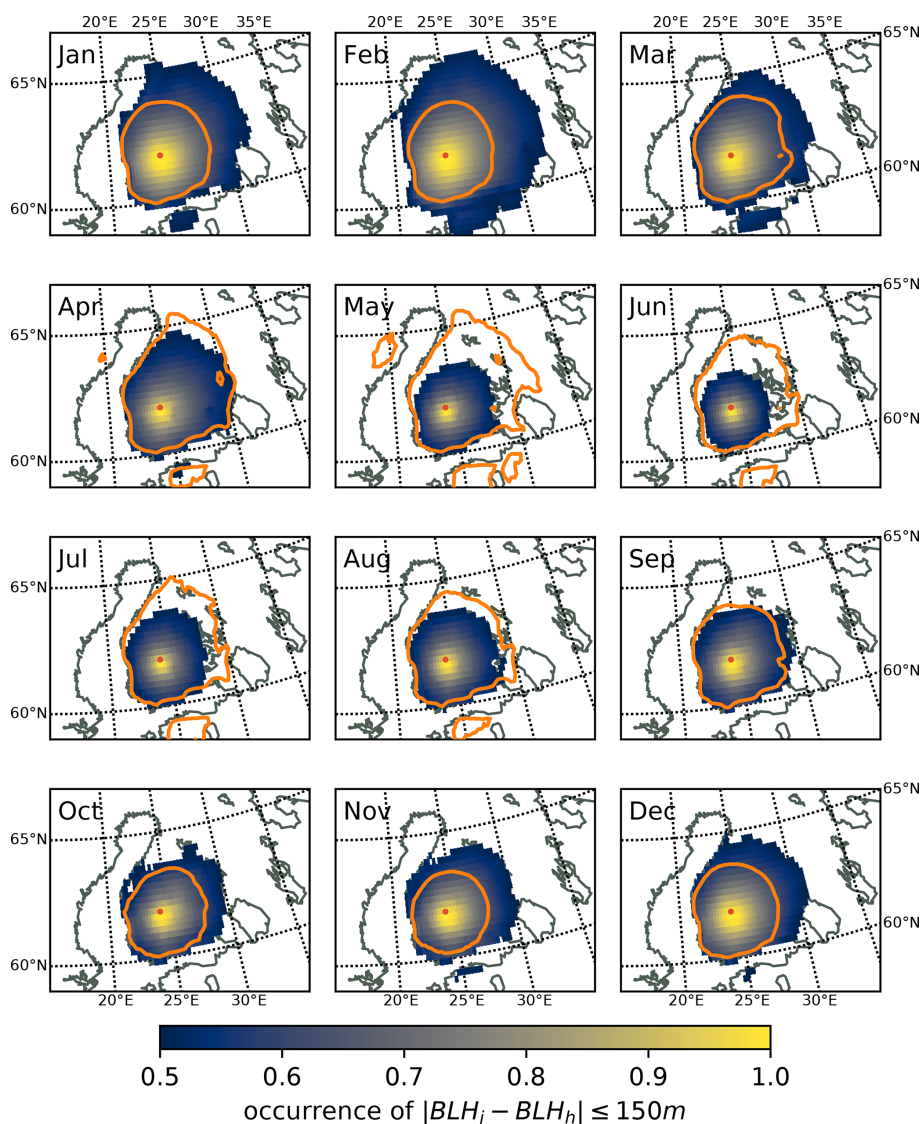 20°E 25°E 30°E 35°E 20°E 25°E 30°E 35°E 20°E 25°E 30°E 35°E
65°N Jan Feb Mar 65°N
60°N 60°N
65°N Apr May Jun 65°N
60°N 60°N
65°N Jul Aug Sep 65°N
60°N 60°N
65°N Oct Nov Dec 65°N
60°N 60°N
20°E 25°E 30°E 20°E 25°E 30°E 20°E 25°E 30°E
0.5 0.6 0.7 0.8 0.9 1.0
occurrence of |BLH_i − BLH_h| ≤ 150m